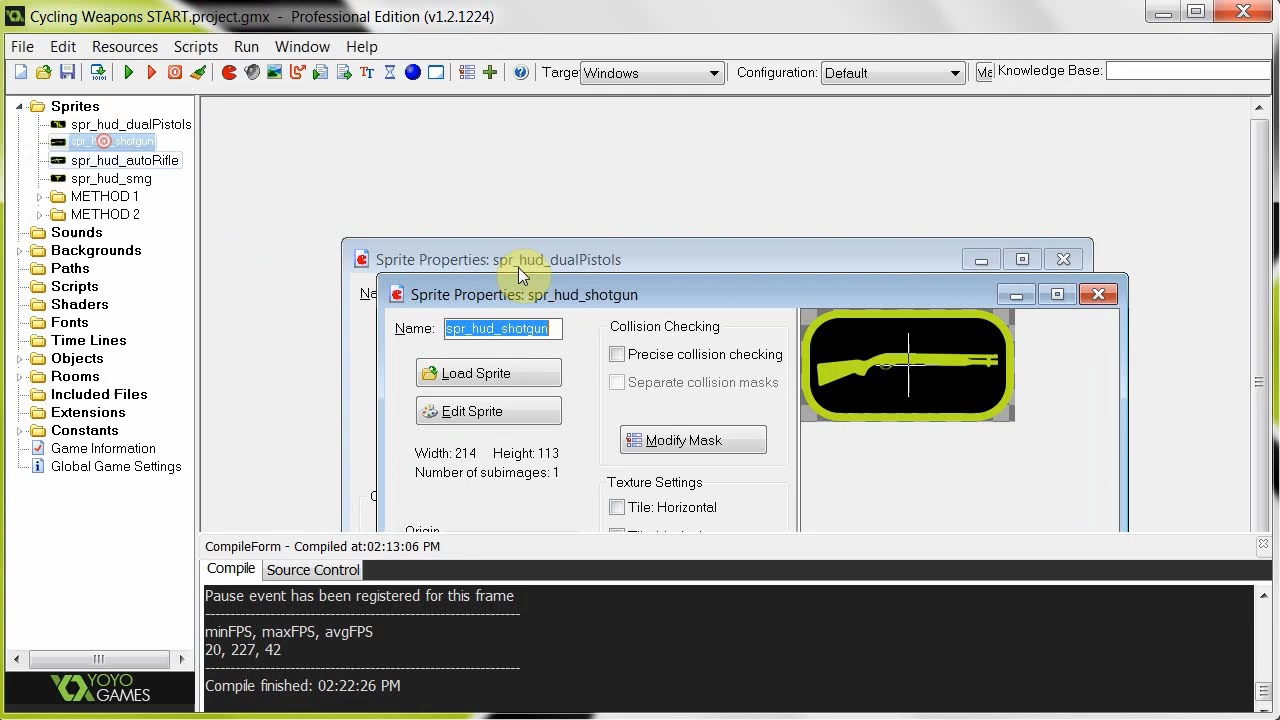 Cycling Weapons START.project.gmx - Professional Edition (v1.2.1224)
File Edit Resources Scripts Run Window Help
Targe Windows Configuration: Default Knowledge Base:
Sprites
spr_hud_dualPistols
spr_hud_shotgun
spr_hud_autoRifle
spr_hud_smg
METHOD 1
METHOD 2
Sounds
Backgrounds
Paths
Scripts
Shaders
Fonts
Time Lines
Objects
Rooms
Included Files
Extensions
Constants
Game Information
Global Game Settings
YOYO
GAMES
Sprite Properties: spr_hud_dualPistols
Na
Sprite Properties: spr_hud_shotgun
Name: spr_hud_shotgun
Load Sprite
Edit Sprite
Width: 214 Height: 113
Number of subimages: 1
Origin
Collision Checking
Precise collision checking
Separate collision masks
Modify Mask
Texture Settings
Tile: Horizontal
CompileForm - Compiled at:02:13:06 PM
Compile Source Control
Pause event has been registered for this frame
----------------------------------------------------------------
minFPS, maxFPS, avgFPS
20, 227, 42
----------------------------------------------------------------
Compile finished: 02:22:26 PM